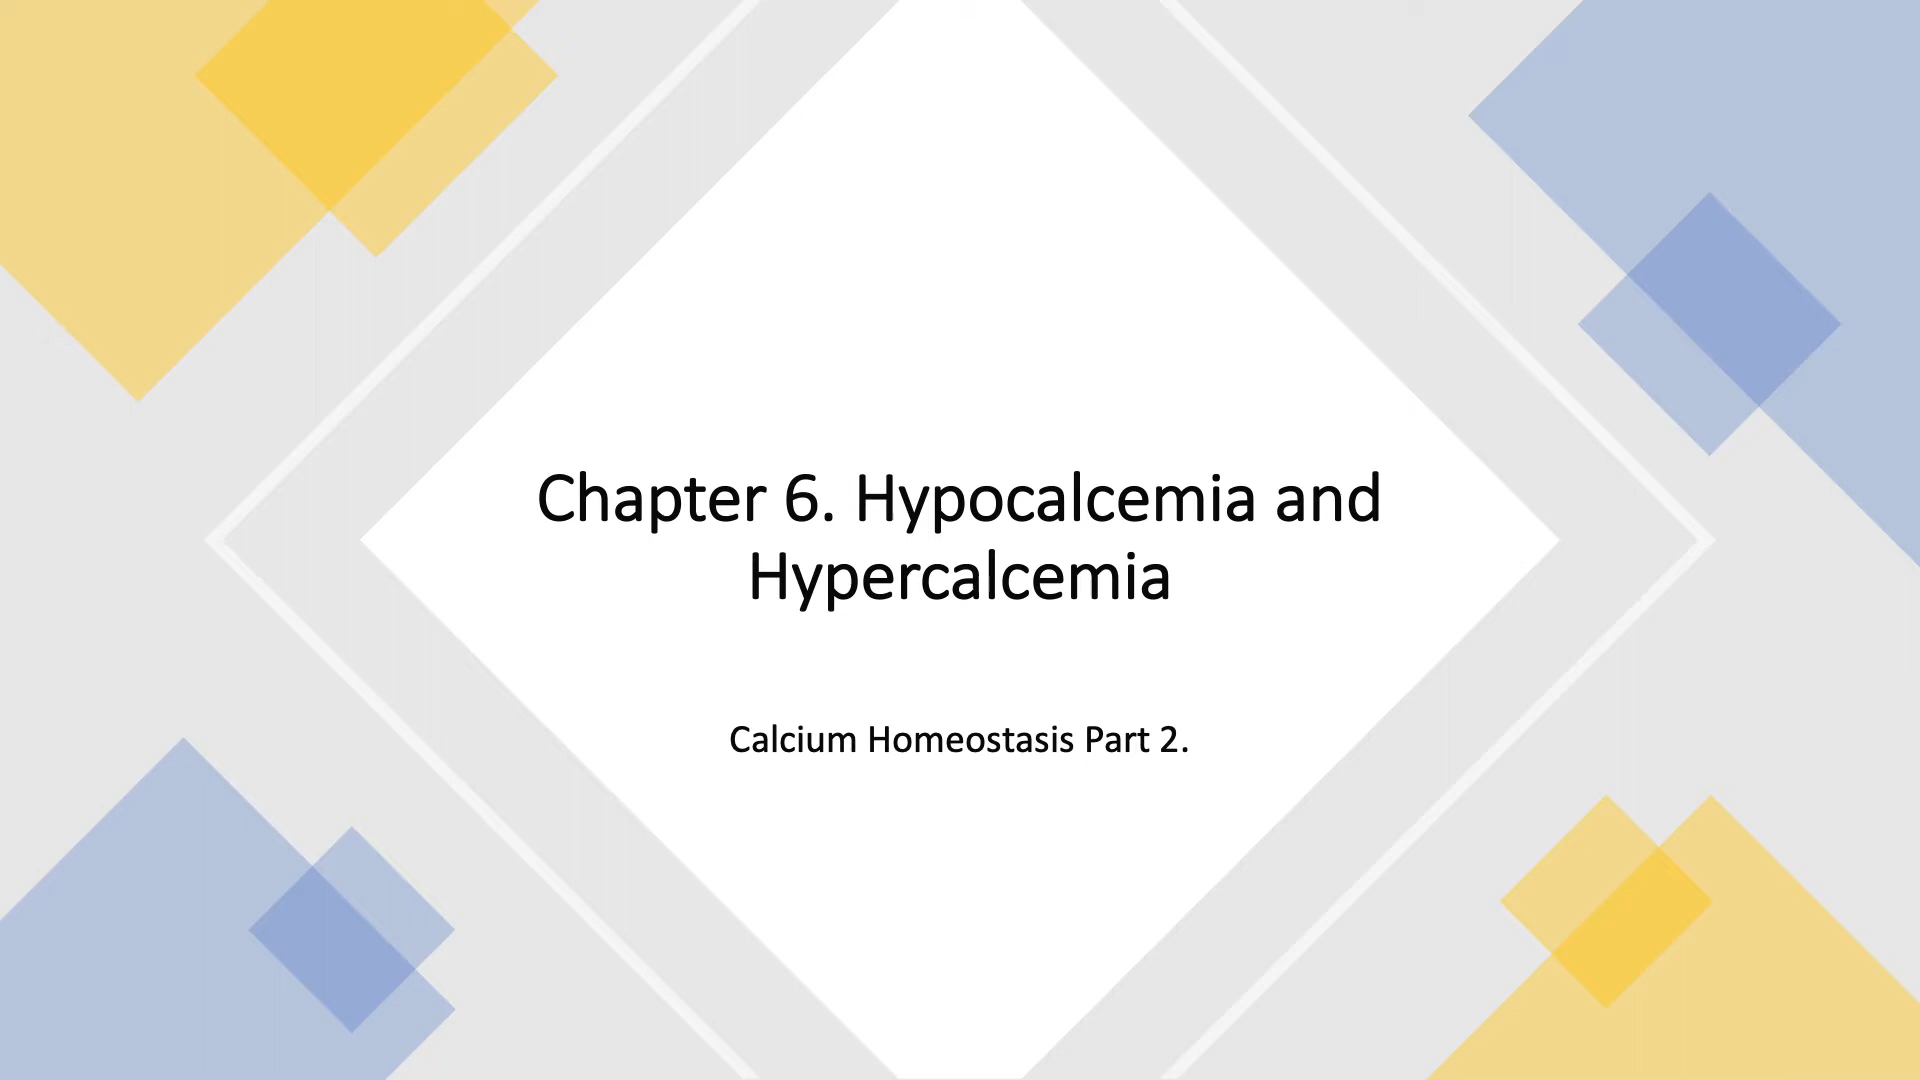 Chapter 6. Hypocalcemia and
Hypercalcemia
Calcium Homeostasis Part 2.